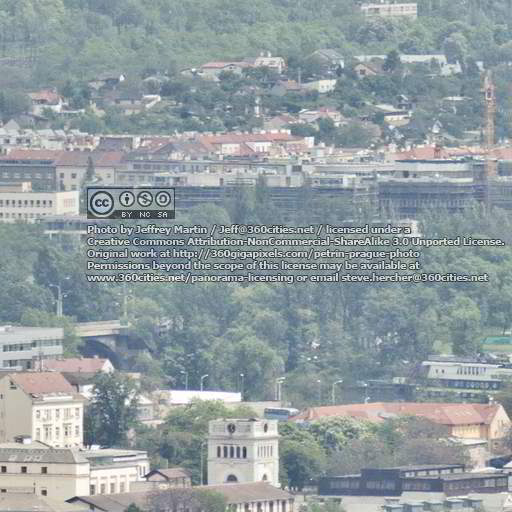 cc
BY NC SA
Photo by Jeffrey Martin / Jeff@360cities.net / licensed under a
Creative Commons Attribution-NonCommercial-ShareAlike 3.0 Unported License.
Original work at http://360gigapixels.com/petrin-prague-photo
Permissions beyond the scope of this license may be available at
www.360cities.net/panorama-licensing or email steve.hercher@360cities.net